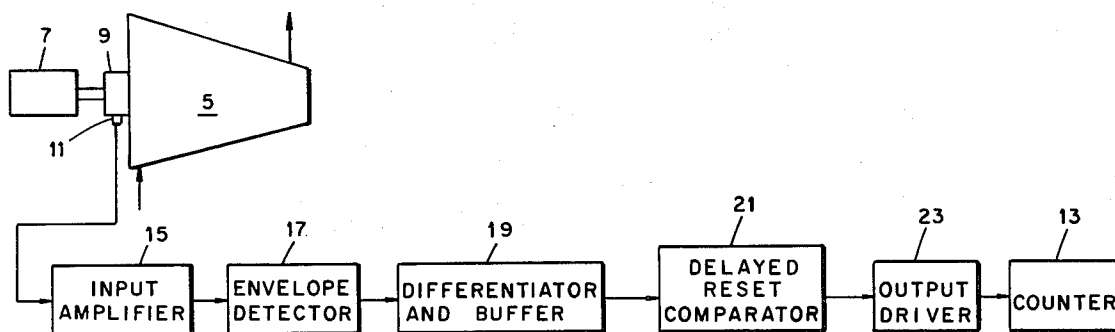 7
9
5
11
15
17
19
21
23
13
INPUT
AMPLIFIER
ENVELOPE
DETECTOR
DIFFERENTIATOR
AND BUFFER
DELAYED
RESET
COMPARATOR
OUTPUT
DRIVER
COUNTER